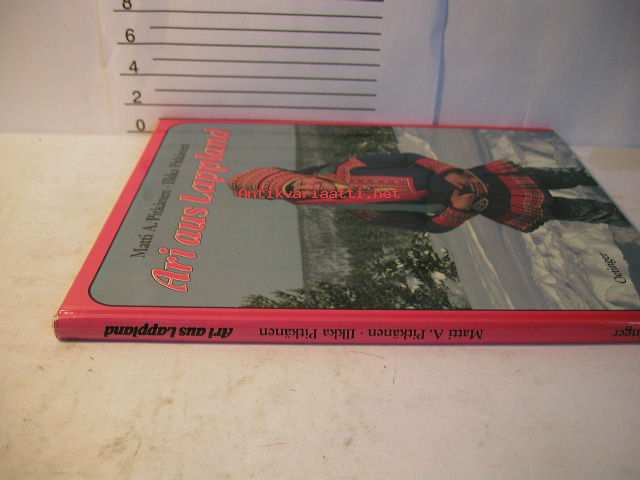 8
6
4
2
0
Matti A. Pitkänen · Ilkka Pitkänen
Ari aus Lappland
antikvariaatti.net
Oetinger
Ari aus Lappland
Matti A. Pitkänen · Ilkka Pitkänen